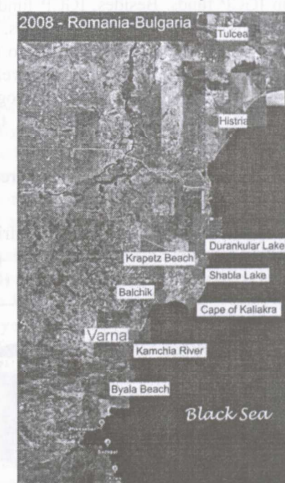 2008 - Romania-Bulgaria
Tulcea
Histria
Durankular Lake
Krapetz Beach
Shabla Lake
Balchik
Cape of Kaliakra
Varna
Kamchia River
Byala Beach
Black Sea